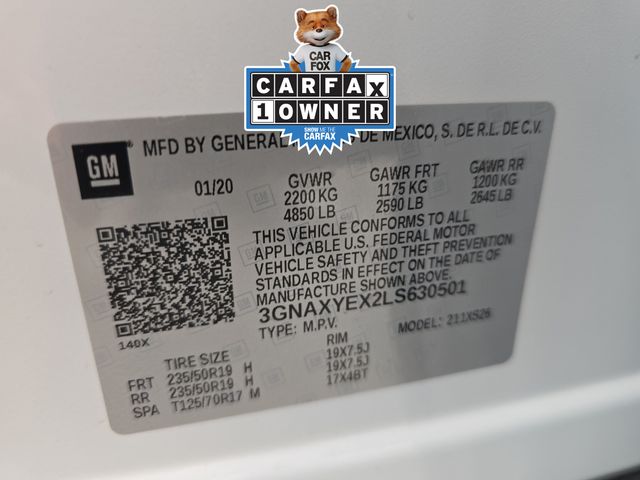 CAR
FOX
CARFAX
1 OWNER
SHOW ME THE
CARFAX
GM
MFD BY GENERAL DE MEXICO, S. DE R.L. DE C.V.
01/20
GVWR
2200 KG
4850 LB
GAWR FRT
1175 KG
2590 LB
GAWR RR
1200 KG
2645 LB
THIS VEHICLE CONFORMS TO ALL
APPLICABLE U.S. FEDERAL MOTOR
VEHICLE SAFETY AND THEFT PREVENTION
STANDARDS IN EFFECT ON THE DATE OF
MANUFACTURE SHOWN ABOVE.
3GNAXYEX2LS630501
TYPE: M.P.V.
MODEL: 211XS26
140X
TIRE SIZE
RIM
FRT 235/50R19 H 19X7.5J
RR 235/50R19 H 19X7.5J
SPA T125/70R17 M 17X4BT